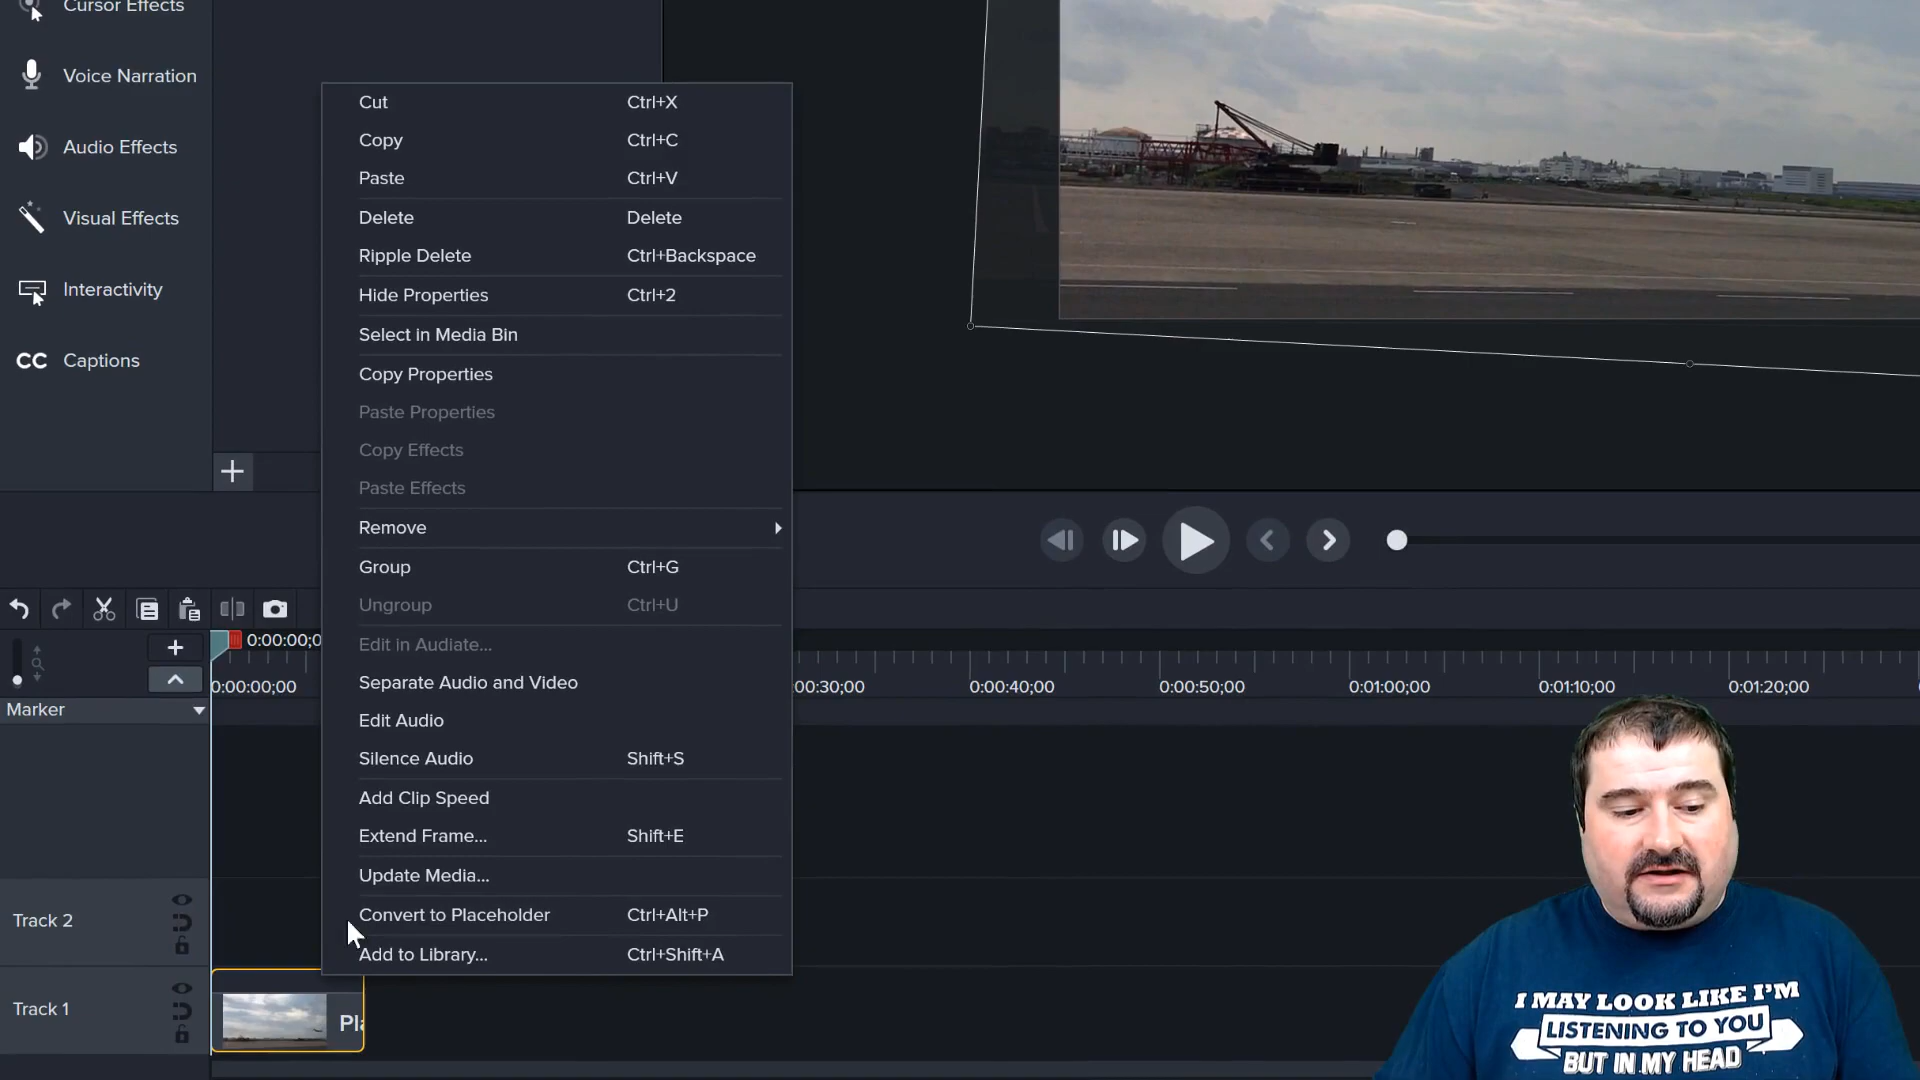 Cursor Effects
Voice Narration
Audio Effects
Visual Effects
Interactivity
CC Captions
Cut Ctrl+X
Copy Ctrl+C
Paste Ctrl+V
Delete Delete
Ripple Delete Ctrl+Backspace
Hide Properties Ctrl+2
Select in Media Bin
Copy Properties
Paste Properties
Copy Effects
Paste Effects
Remove
Group Ctrl+G
Ungroup Ctrl+U
Edit in Audiate...
Separate Audio and Video
Edit Audio
Silence Audio Shift+S
Add Clip Speed
Extend Frame... Shift+E
Update Media...
Convert to Placeholder Ctrl+Alt+P
Add to Library... Ctrl+Shift+A
0:00:00;0
0:00:00;00 00:30;00 0:00:40;00 0:00:50;00 0:01:00;00 0:01:10;00 0:01:20;00
Marker
Track 2
Track 1
Pla
I MAY LOOK LIKE I'M
LISTENING TO YOU
BUT IN MY HEAD